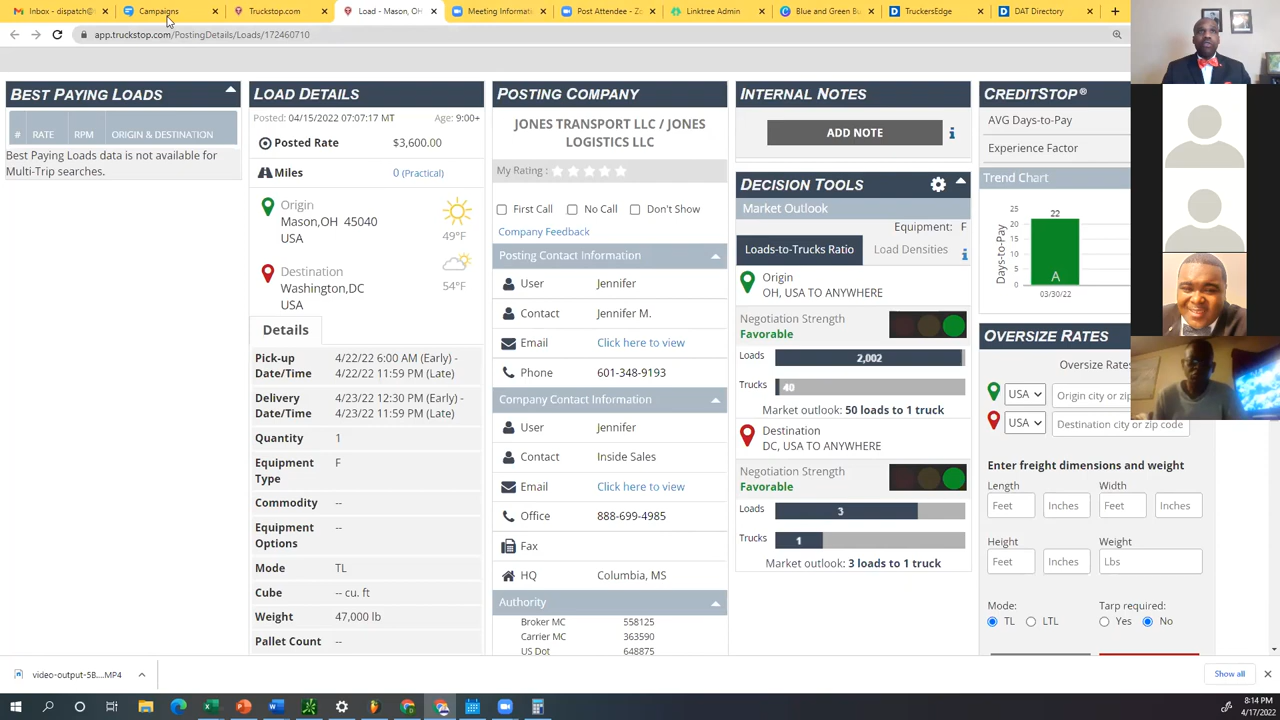 Inbox - dispatch@
Campaigns
Truckstop.com
Load - Mason, OH
Meeting Informati
Post Attendee - Zo
Linktree Admin
Blue and Green Bu
TruckersEdge
DAT Directory
app.truckstop.com/PostingDetails/Loads/172460710
BEST PAYING LOADS
# RATE RPM ORIGIN & DESTINATION
Best Paying Loads data is not available for
Multi-Trip searches.
LOAD DETAILS
Posted: 04/15/2022 07:07:17 MT Age: 9:00+
Posted Rate $3,600.00
Miles 0 (Practical)
Origin
Mason,OH 45040
USA
49°F
Destination
Washington,DC
USA
54°F
Details
Pick-up 4/22/22 6:00 AM (Early) -
Date/Time 4/22/22 11:59 PM (Late)
Delivery 4/23/22 12:30 PM (Early) -
Date/Time 4/23/22 11:59 PM (Late)
Quantity 1
Equipment F
Type
Commodity --
Equipment --
Options
Mode TL
Cube -- cu. ft
Weight 47,000 lb
Pallet Count --
POSTING COMPANY
JONES TRANSPORT LLC / JONES
LOGISTICS LLC
My Rating :
First Call No Call Don't Show
Company Feedback
Posting Contact Information
User Jennifer
Contact Jennifer M.
Email Click here to view
Phone 601-348-9193
Company Contact Information
User Jennifer
Contact Inside Sales
Email Click here to view
Office 888-699-4985
Fax
HQ Columbia, MS
Authority
Broker MC 558125
Carrier MC 363590
US Dot 648875
INTERNAL NOTES
ADD NOTE
DECISION TOOLS
Market Outlook
Equipment: F
Loads-to-Trucks Ratio Load Densities
Origin
OH, USA TO ANYWHERE
Negotiation Strength
Favorable
Loads 2,002
Trucks 40
Market outlook: 50 loads to 1 truck
Destination
DC, USA TO ANYWHERE
Negotiation Strength
Favorable
Loads 3
Trucks 1
Market outlook: 3 loads to 1 truck
CREDITSTOP®
AVG Days-to-Pay
Experience Factor
Trend Chart
Days-to-Pay
25
20
15
10
5
0
22
A
03/30/22
OVERSIZE RATES
Oversize Rates
USA Origin city or zip
USA Destination city or zip code
Enter freight dimensions and weight
Length Width
Feet Inches Feet Inches
Height Weight
Feet Inches Lbs
Mode: Tarp required:
TL LTL Yes No
video-output-5B....MP4
Show all
8:14 PM
4/17/2022